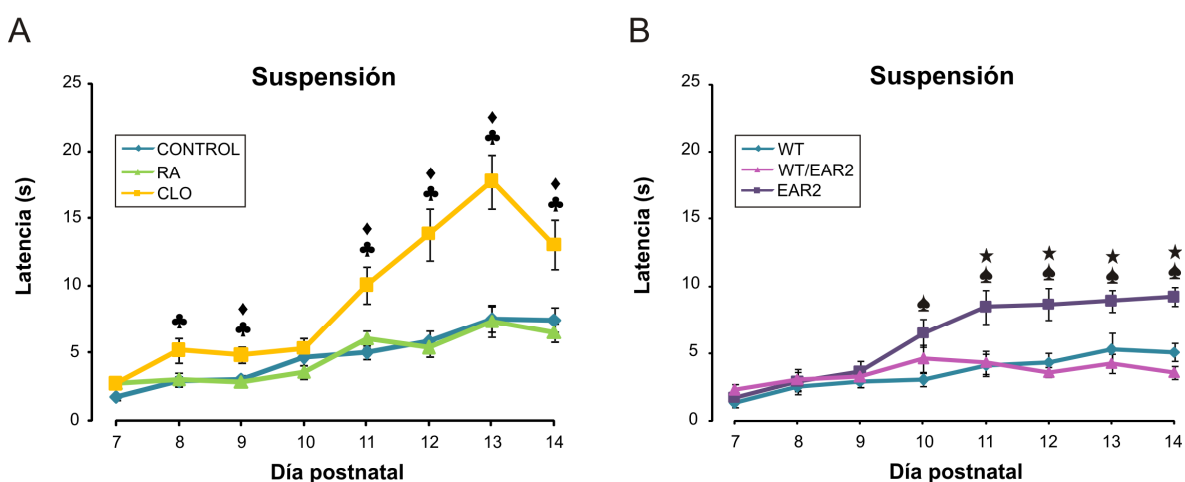 A
Suspensión
Latencia (s)
25
20
15
10
5
0
CONTROL
RA
CLO
7 8 9 10 11 12 13 14
Día postnatal
B
Suspensión
Latencia (s)
25
20
15
10
5
0
WT
WT/EAR2
EAR2
7 8 9 10 11 12 13 14
Día postnatal